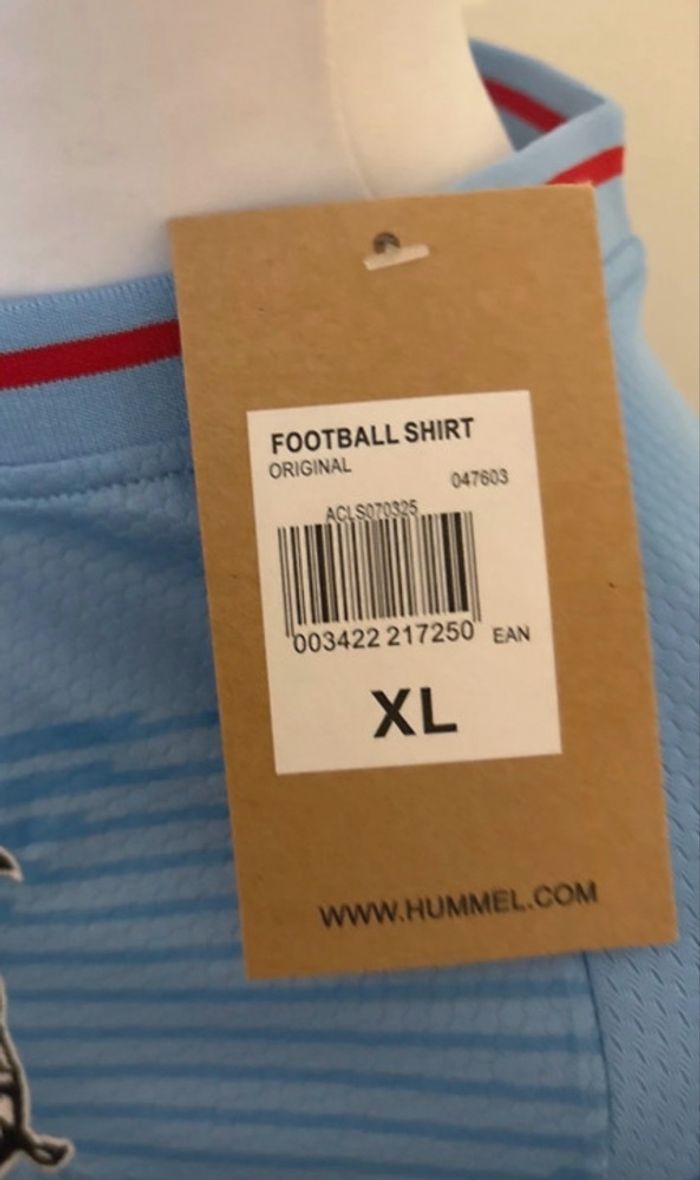 FOOTBALL SHIRT
ORIGINAL
047603
ACLS070325
003422 217250 EAN
XL
WWW.HUMMEL.COM